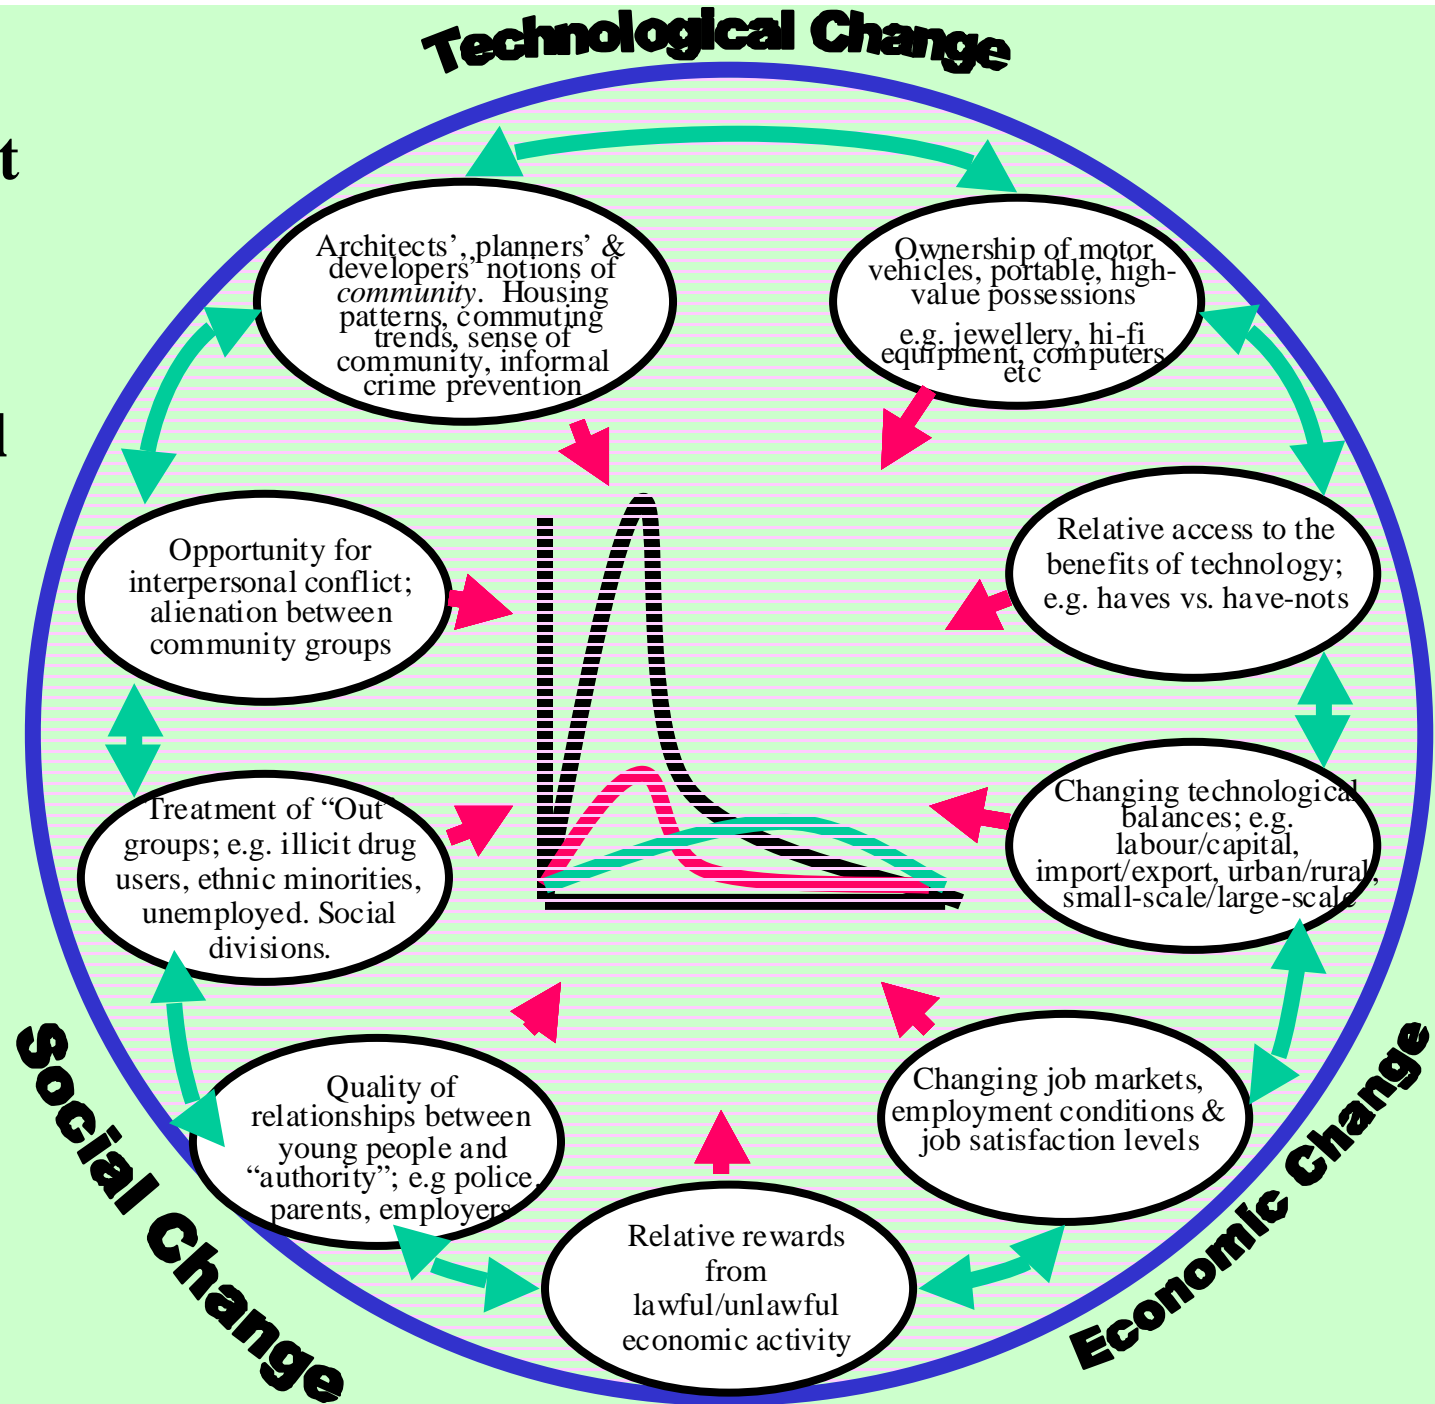 Technological Change
t
l
Architects’, planners’ &
developers’ notions of
community. Housing
patterns, commuting
trends, sense of
community, informal
crime prevention
Ownership of motor
vehicles, portable, high-
value possessions
e.g. jewellery, hi-fi
equipment, computers
etc
Opportunity for
interpersonal conflict;
alienation between
community groups
Relative access to the
benefits of technology;
e.g. haves vs. have-nots
Treatment of “Out”
groups; e.g. illicit drug
users, ethnic minorities,
unemployed. Social
divisions.
Changing technological
balances; e.g.
labour/capital,
import/export, urban/rural,
small-scale/large-scale
Quality of
relationships between
young people and
“authority”; e.g police,
parents, employers
Changing job markets,
employment conditions &
job satisfaction levels
Relative rewards
from
lawful/unlawful
economic activity
Social Change
Economic Change